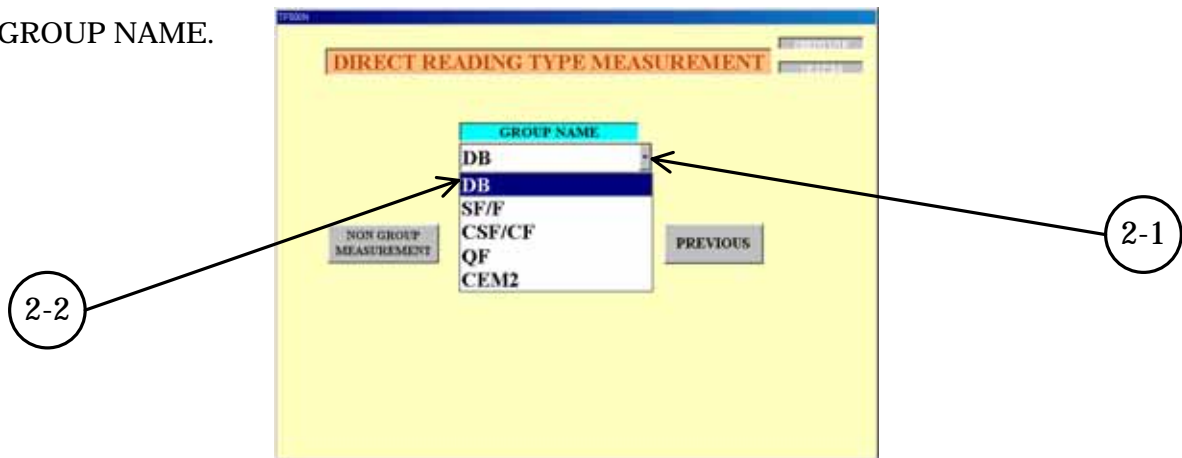 GROUP NAME.
TF800N
DIRECT READING TYPE MEASUREMENT
GROUP NAME
DB
DB
SF/F
CSF/CF
QF
CEM2
NON GROUP
MEASUREMENT
PREVIOUS
2-1
2-2